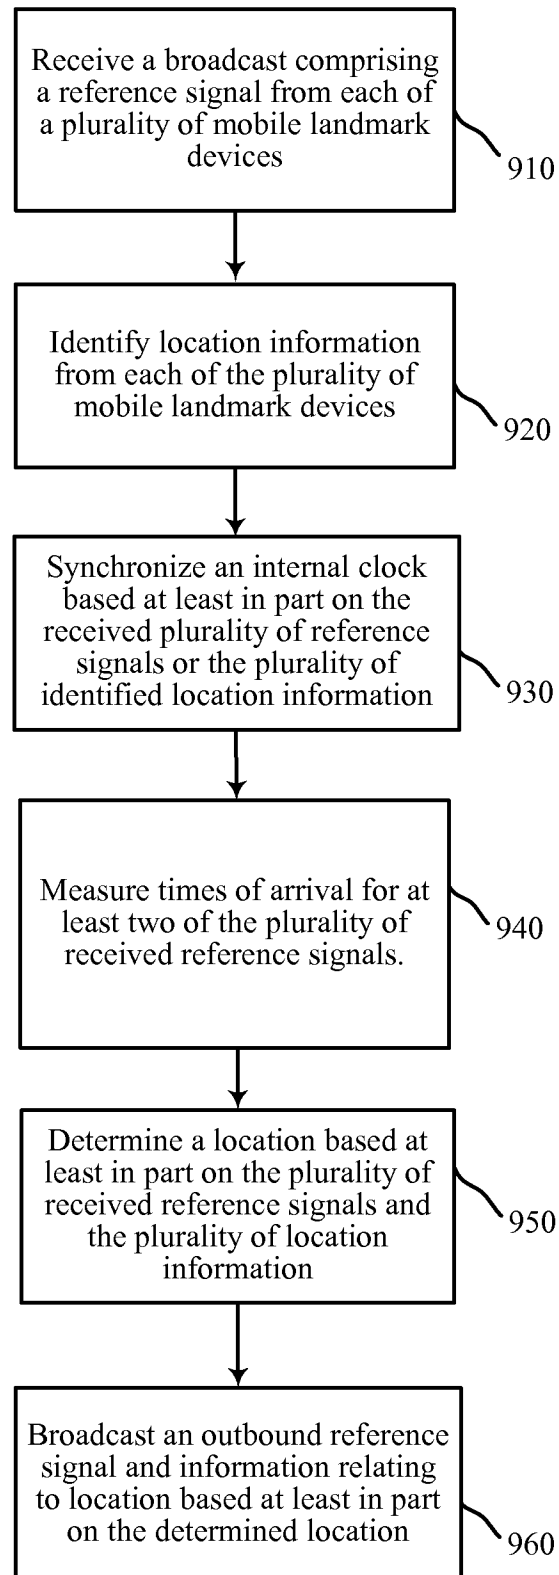 Receive a broadcast comprising
a reference signal from each of
a plurality of mobile landmark
devices
910
Identify location information
from each of the plurality of
mobile landmark devices
920
Synchronize an internal clock
based at least in part on the
received plurality of reference
signals or the plurality of
identified location information
930
Measure times of arrival for at
least two of the plurality of
received reference signals.
940
Determine a location based at
least in part on the plurality of
received reference signals and
the plurality of location
information
950
Broadcast an outbound reference
signal and information relating
to location based at least in part
on the determined location
960